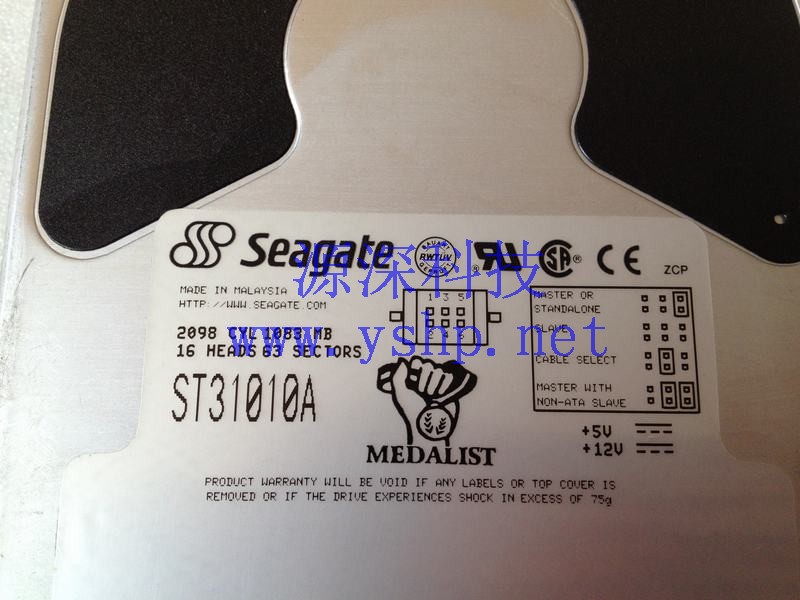 Seagate
BAUART
RWTÜV
GEPRÜFT
ZCP
MADE IN MALAYSIA
HTTP://WWW.SEAGATE.COM
源深科技
www.yshp.net
2098 CYL 1083 MB
16 HEADS 63 SECTORS
ST31010A
1 3 5
MASTER OR
STANDALONE
SLAVE
CABLE SELECT
MASTER WITH
NON-ATA SLAVE
MEDALIST
+5V
+12V
PRODUCT WARRANTY WILL BE VOID IF ANY LABELS OR TOP COVER IS
REMOVED OR IF THE DRIVE EXPERIENCES SHOCK IN EXCESS OF 75g